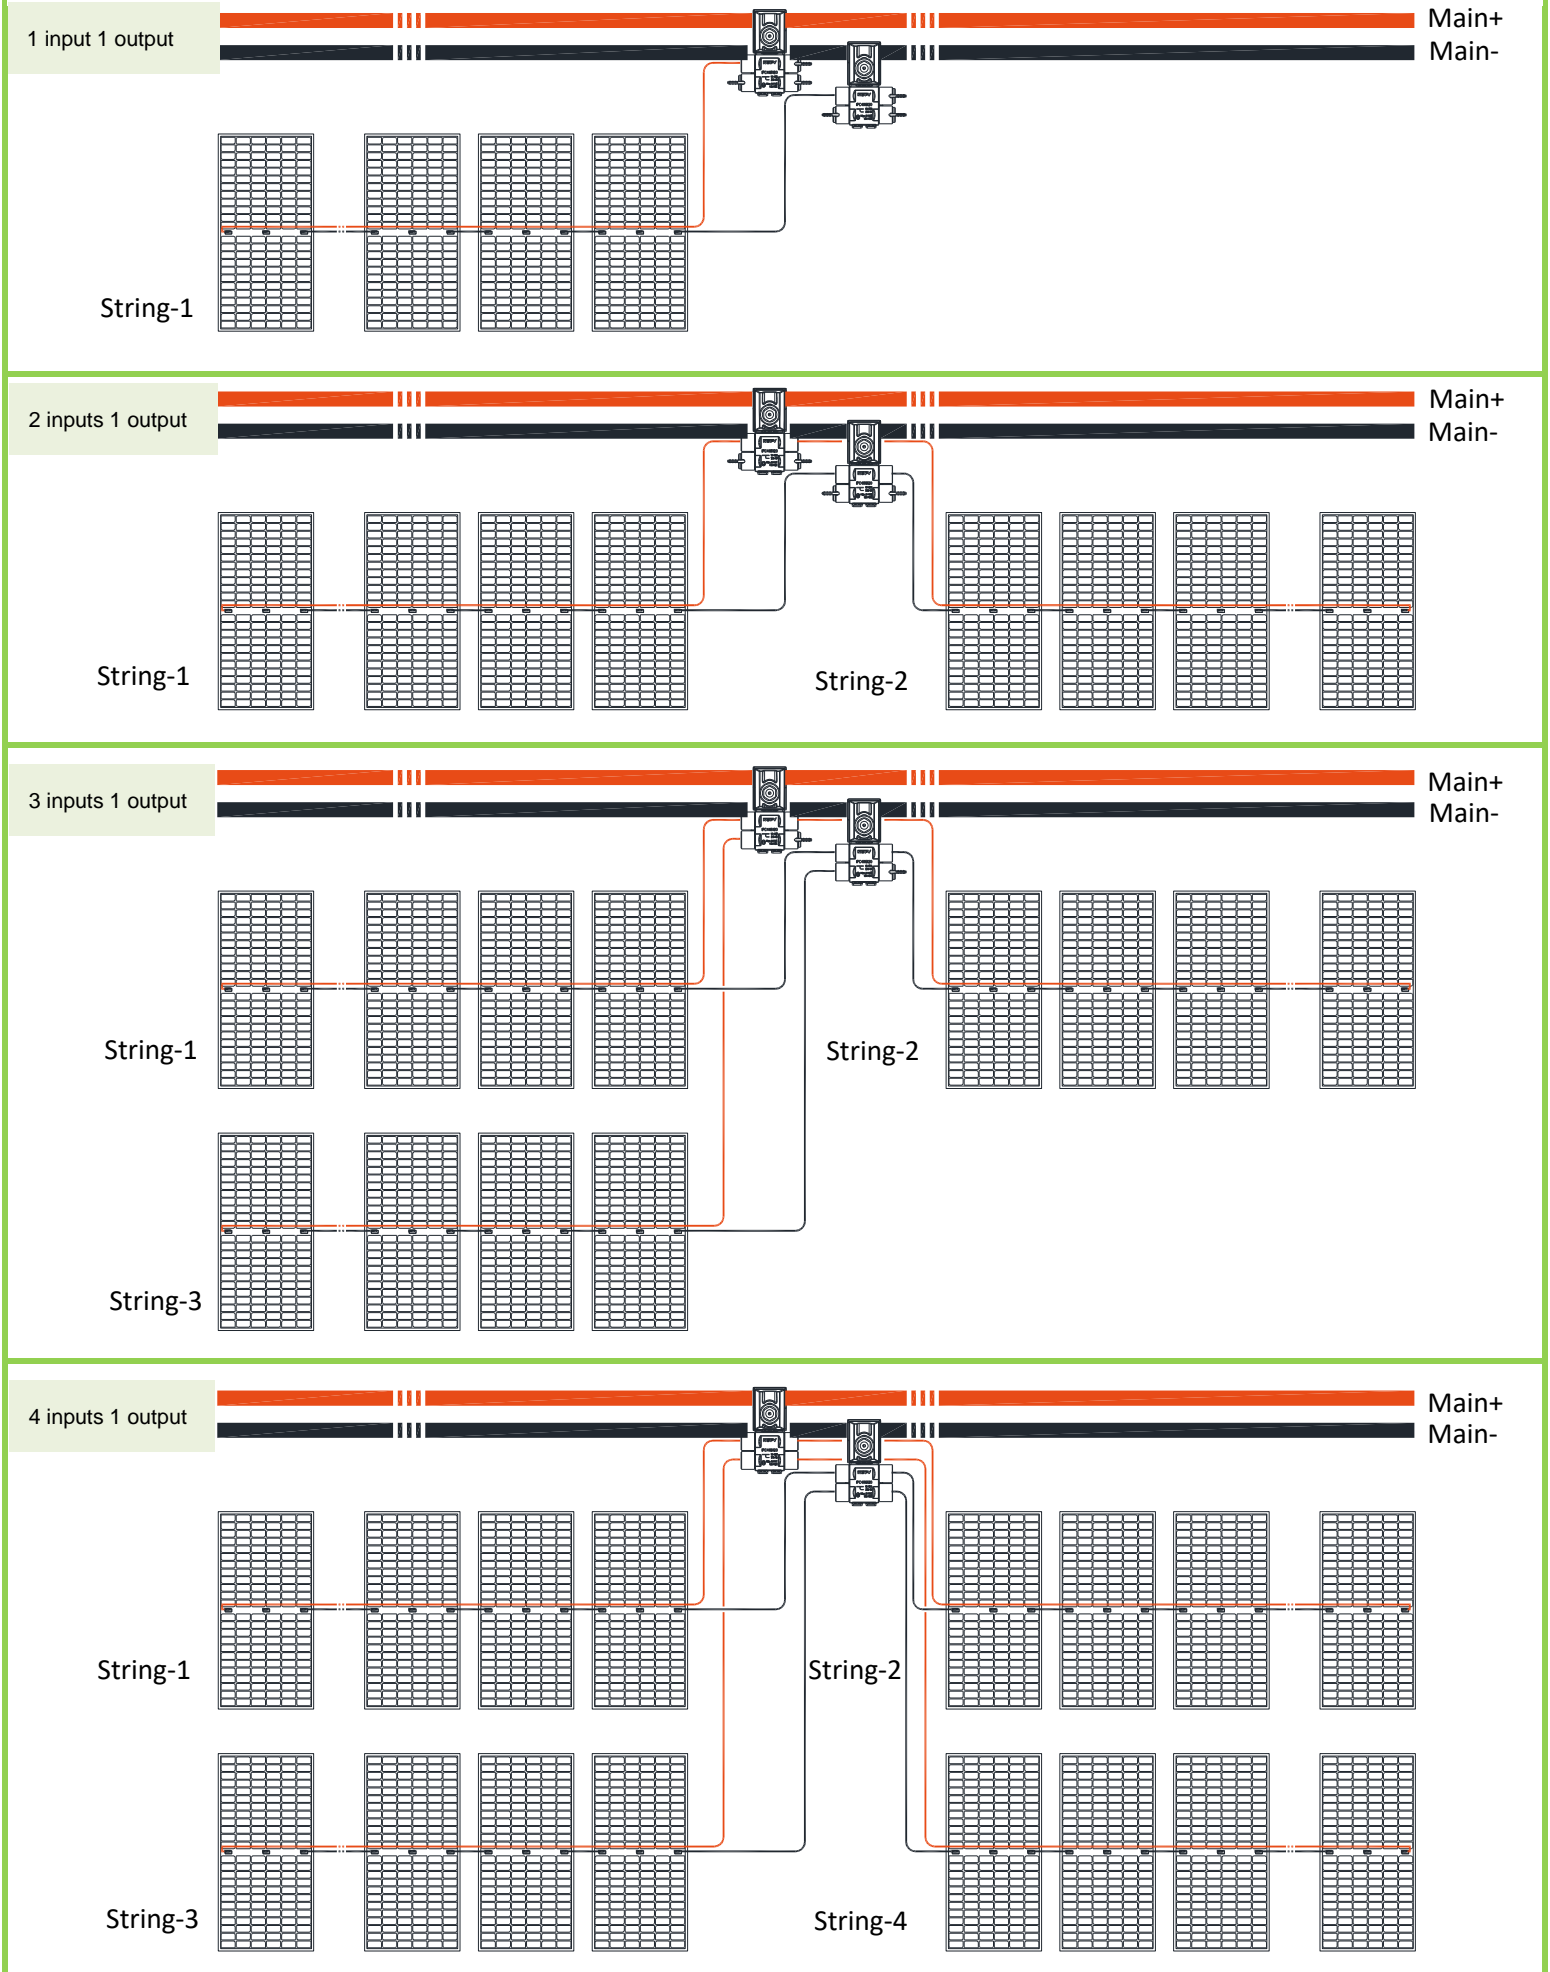 1 input 1 output
Main+
Main-
String-1
2 inputs 1 output
Main+
Main-
String-1
String-2
3 inputs 1 output
Main+
Main-
String-1
String-2
String-3
4 inputs 1 output
Main+
Main-
String-1
String-2
String-3
String-4